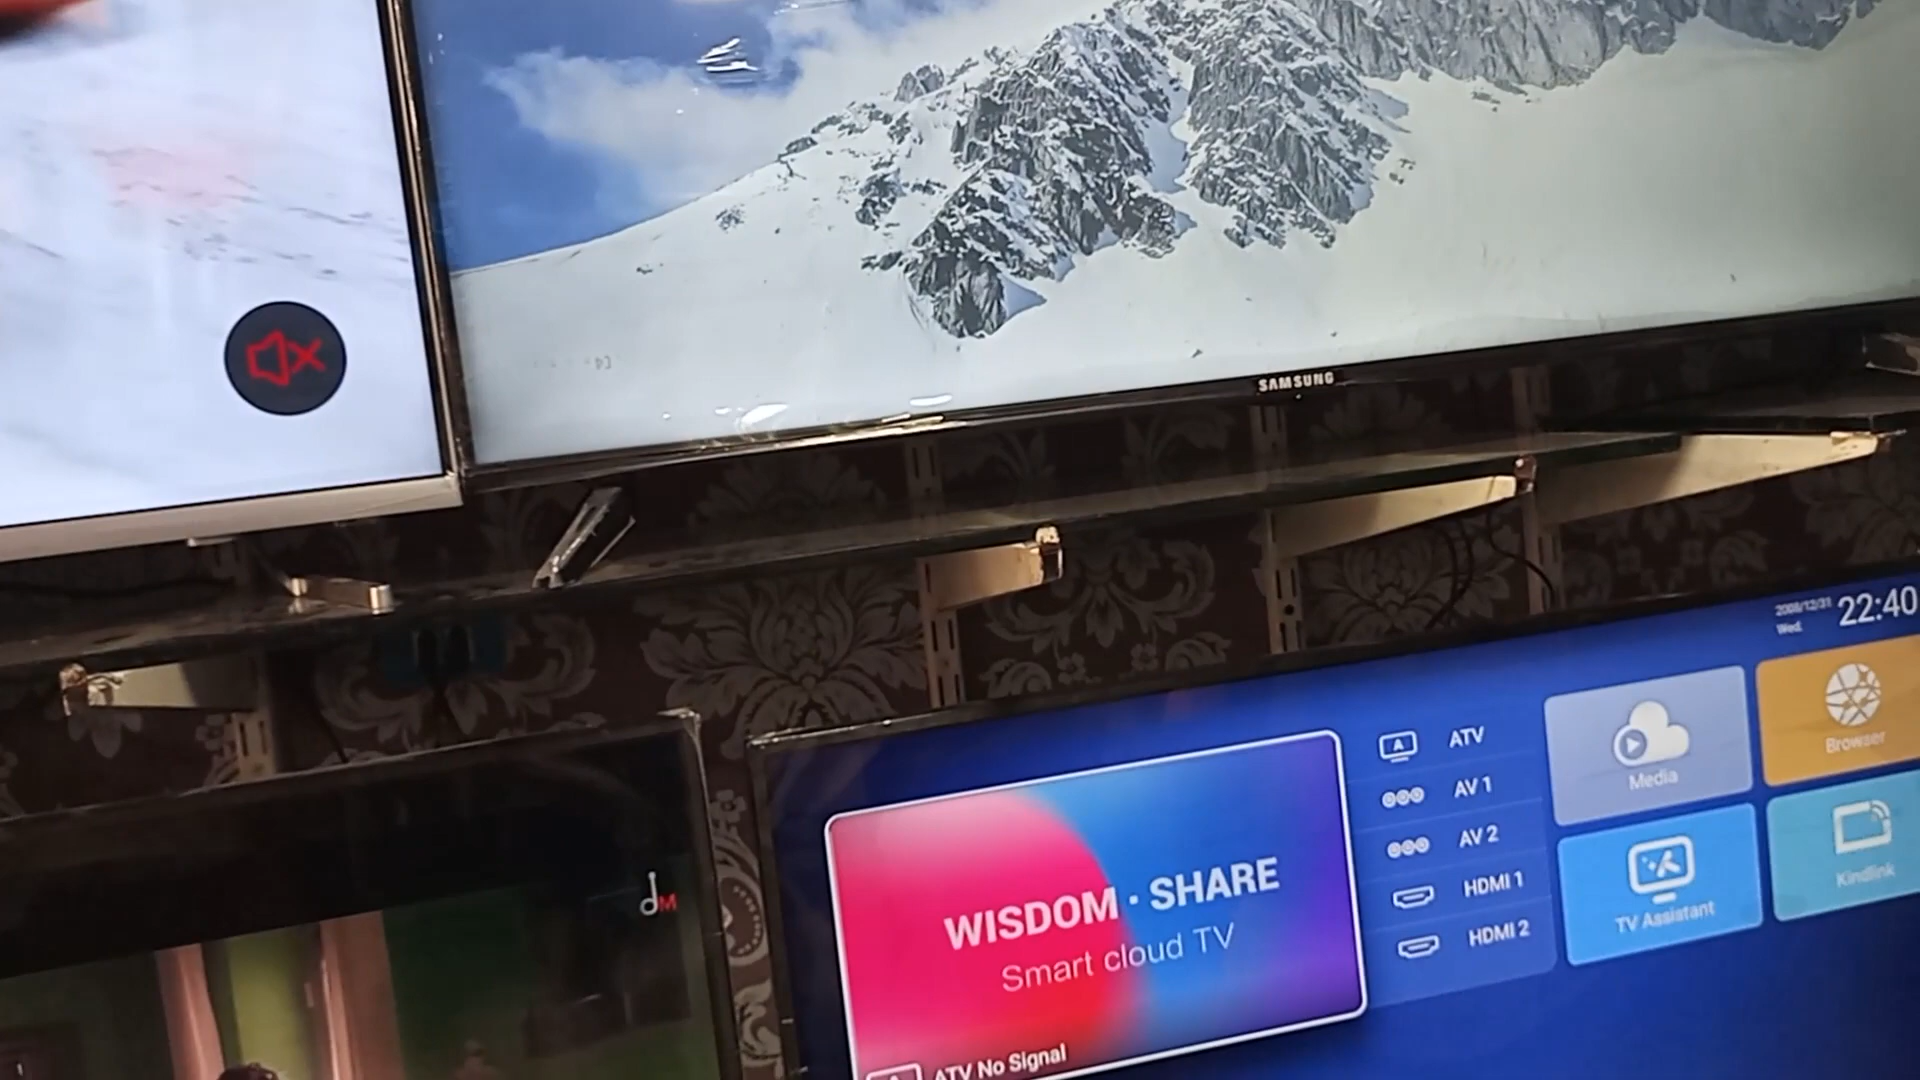 SAMSUNG
2008/12/31
Wed.
22:40
WISDOM · SHARE
Smart cloud TV
ATV No Signal
ATV
AV 1
AV 2
HDMI 1
HDMI 2
Media
Browser
TV Assistant
Kindlink
M